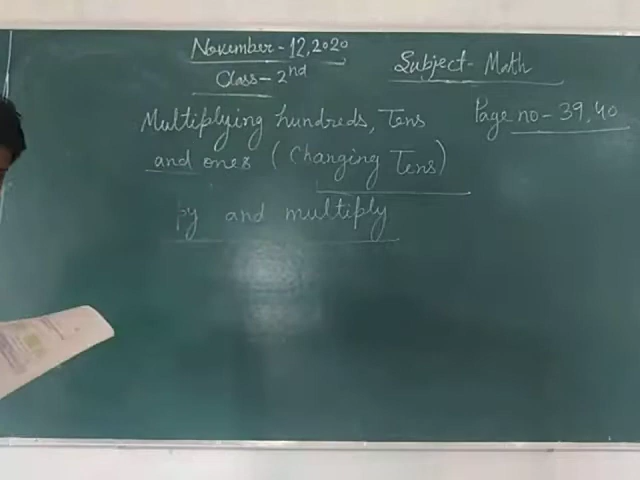 November - 12, 2020
Class - 2nd
Subject - Math
Page no - 39, 40
Multiplying hundreds, Tens
and ones (Changing Tens)
py and multiply